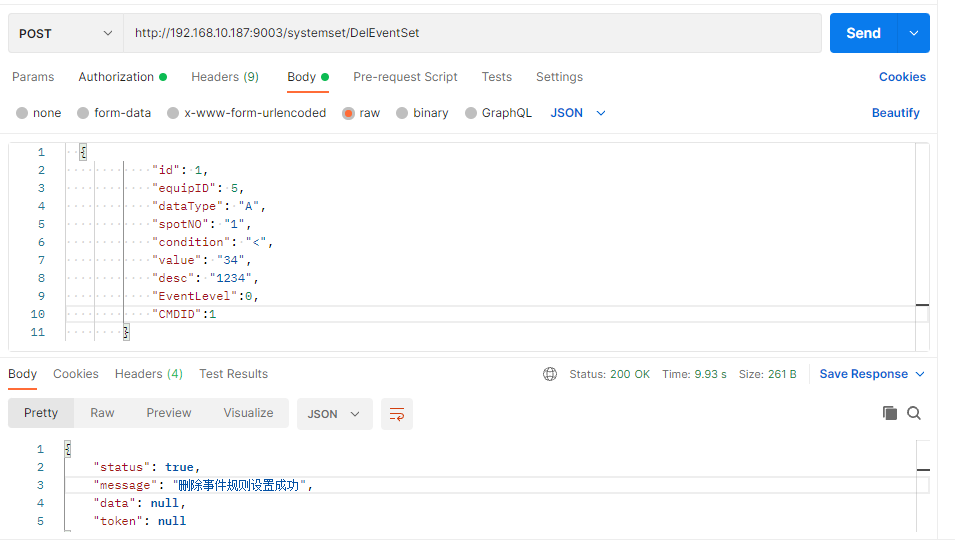 POST http://192.168.10.187:9003/systemset/DelEventSet Send
Params Authorization Headers (9) Body Pre-request Script Tests Settings Cookies
none form-data x-www-form-urlencoded raw binary GraphQL JSON Beautify
1 {
2 "id": 1,
3 "equipID": 5,
4 "dataType": "A",
5 "spotNO": "1",
6 "condition": "<",
7 "value": "34",
8 "desc": "1234",
9 "EventLevel":0,
10 "CMDID":1
11 }
Body Cookies Headers (4) Test Results Status: 200 OK Time: 9.93 s Size: 261 B Save Response
Pretty Raw Preview Visualize JSON
1 {
2 "status": true,
3 "message": "删除事件规则设置成功",
4 "data": null,
5 "token": null